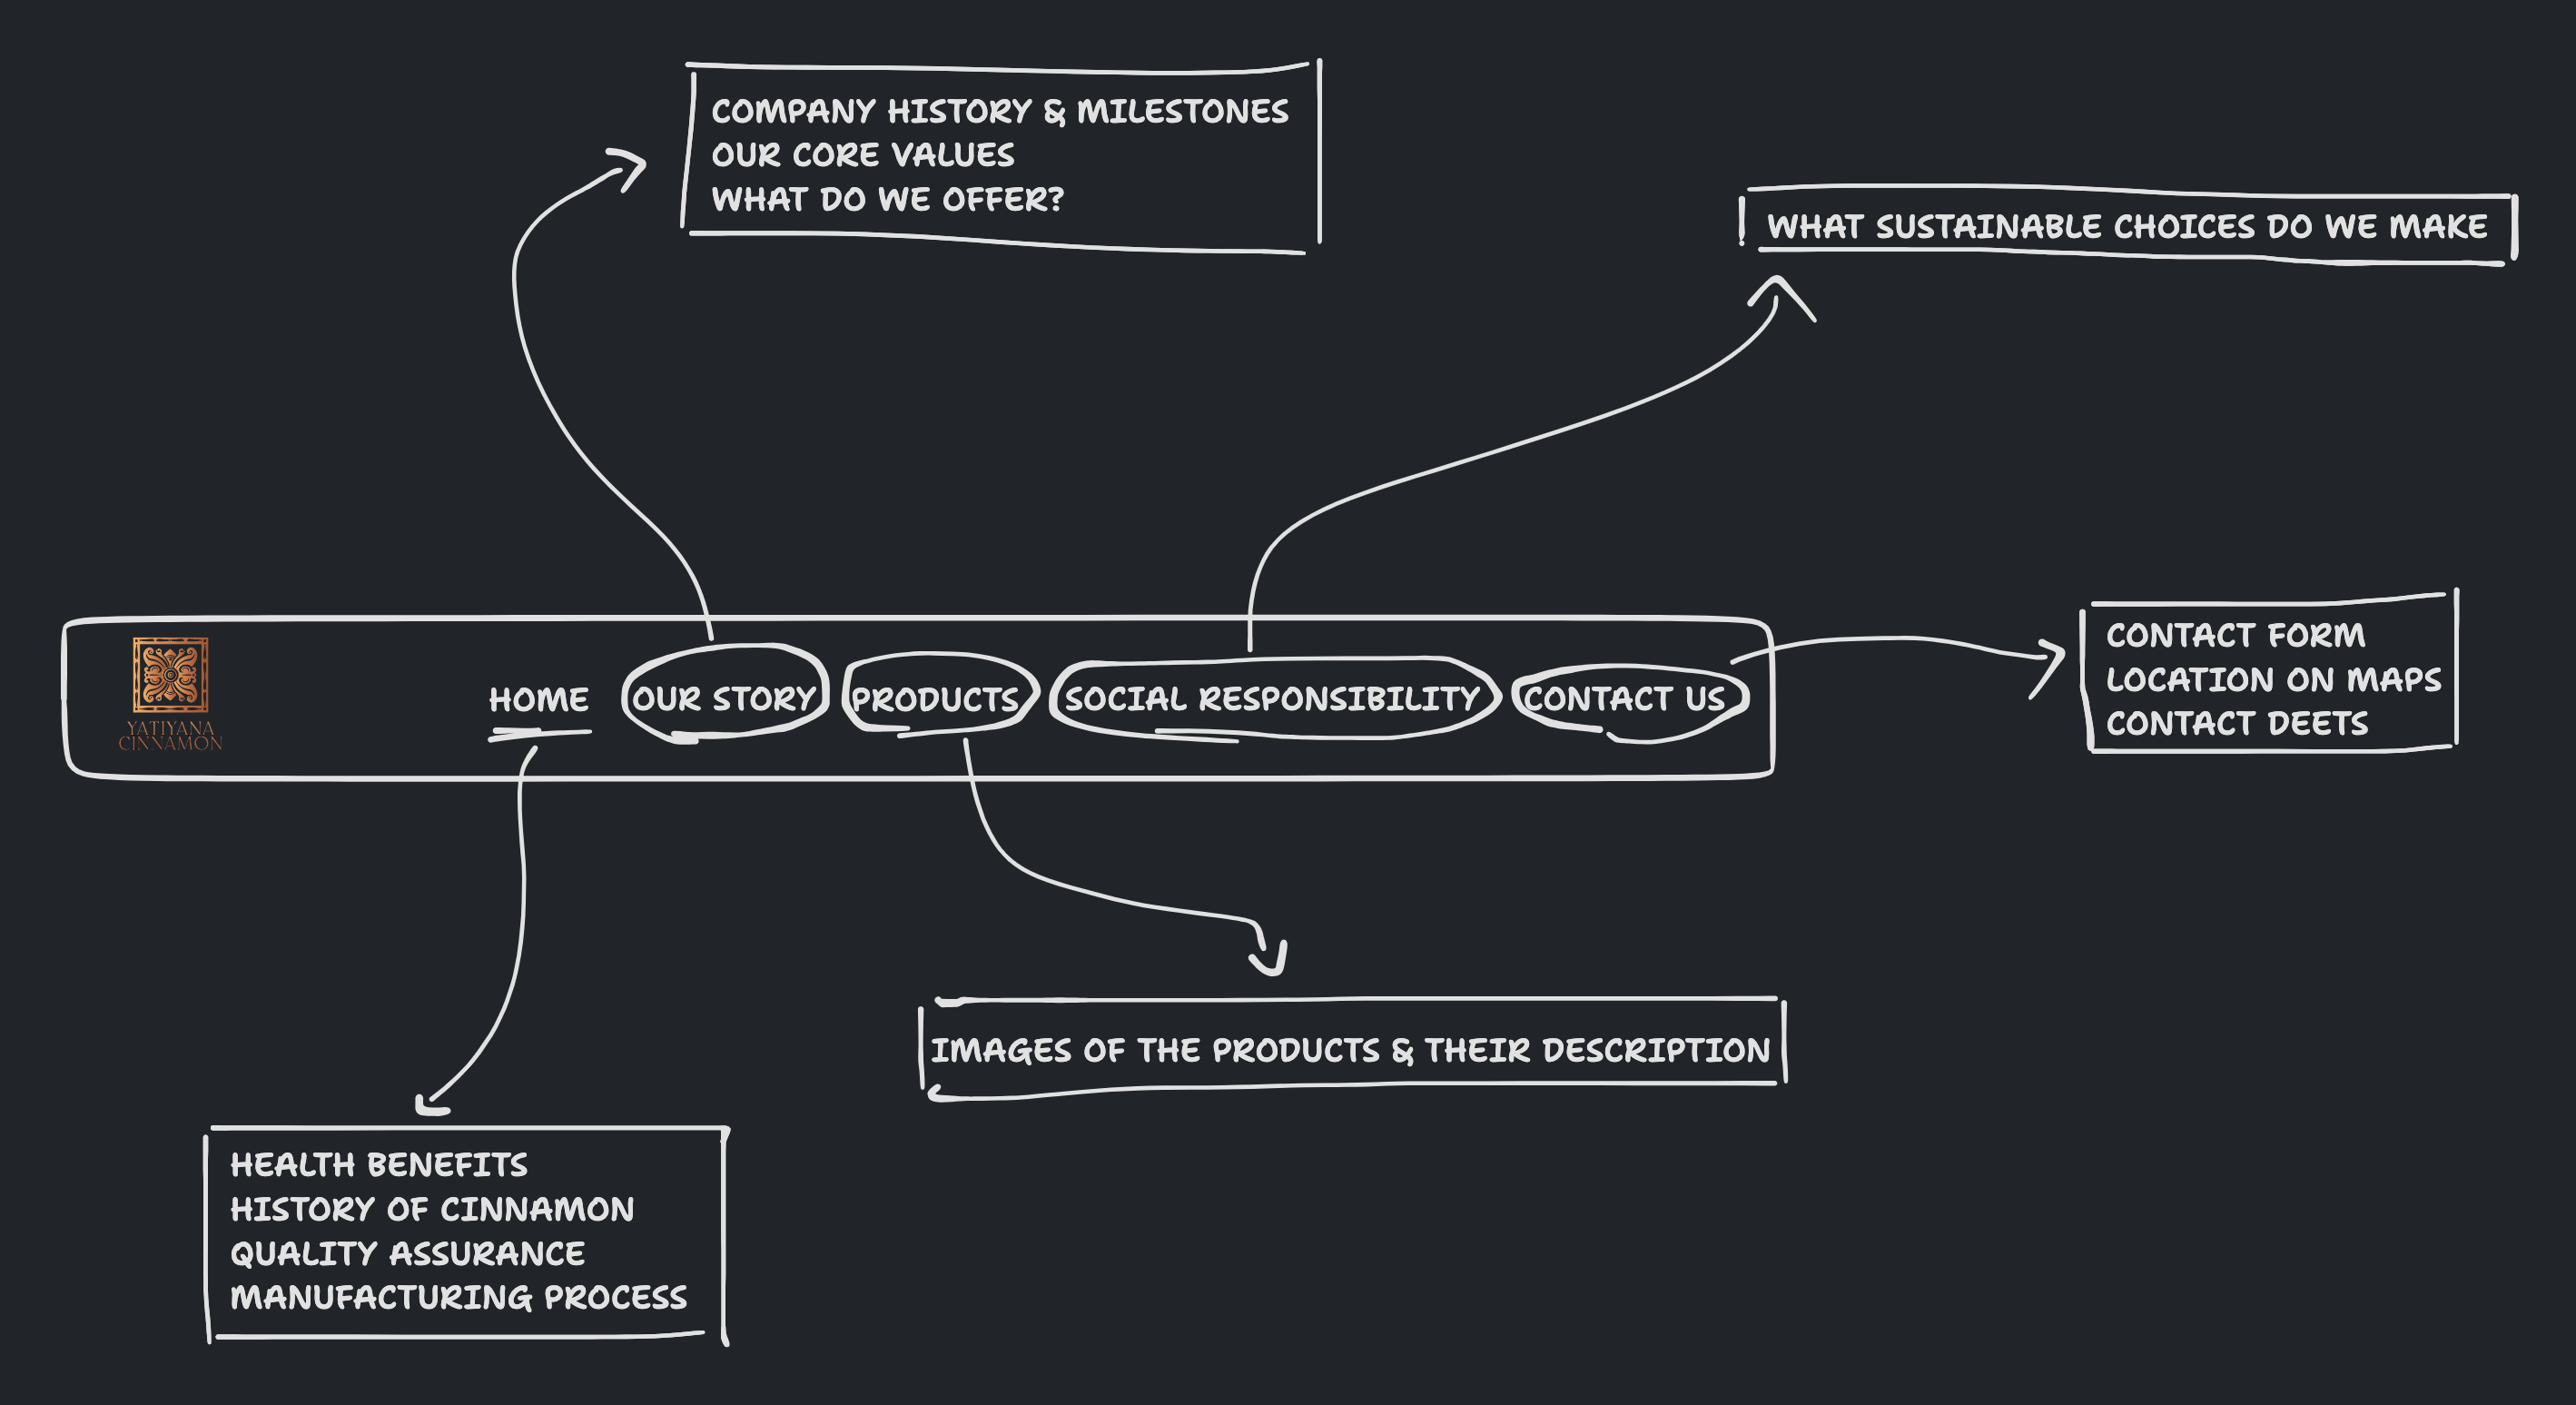 COMPANY HISTORY & MILESTONES
OUR CORE VALUES
WHAT DO WE OFFER?
WHAT SUSTAINABLE CHOICES DO WE MAKE
YATIYANA
CINNAMON
HOME
OUR STORY
PRODUCTS
SOCIAL RESPONSIBILITY
CONTACT US
CONTACT FORM
LOCATION ON MAPS
CONTACT DEETS
IMAGES OF THE PRODUCTS & THEIR DESCRIPTION
HEALTH BENEFITS
HISTORY OF CINNAMON
QUALITY ASSURANCE
MANUFACTURING PROCESS